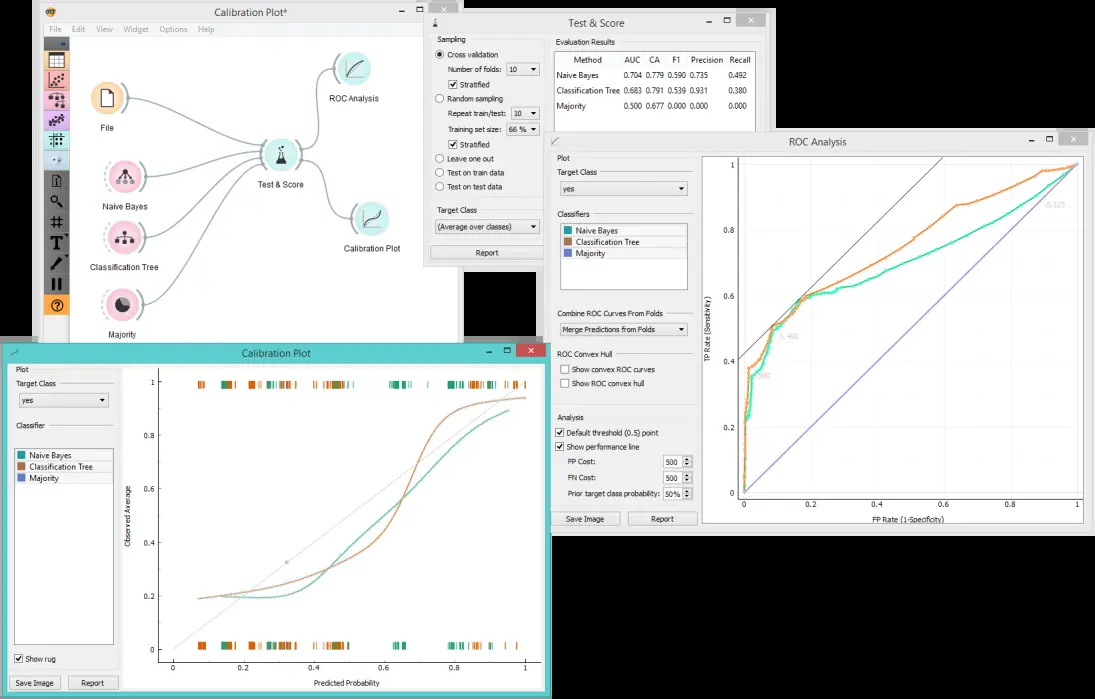 Calibration Plot*
File Edit View Widget Options Help
File
Naive Bayes
Classification Tree
Majority
Test & Score
ROC Analysis
Calibration Plot
Test & Score
Sampling
Cross validation
Number of folds: 10
Stratified
Random sampling
Repeat train/test: 10
Training set size: 66 %
Stratified
Leave one out
Test on train data
Test on test data
Target Class
(Average over classes)
Report
Evaluation Results
Method AUC CA F1 Precision Recall
Naive Bayes 0.704 0.779 0.590 0.735 0.492
Classification Tree 0.683 0.791 0.539 0.931 0.380
Majority 0.500 0.677 0.000 0.000 0.000
ROC Analysis
Plot
Target Class
yes
Classifiers
Naive Bayes
Classification Tree
Majority
Combine ROC Curves From Folds
Merge Predictions from Folds
ROC Convex Hull
Show convex ROC curves
Show ROC convex hull
Analysis
Default threshold (0.5) point
Show performance line
FP Cost: 500
FN Cost: 500
Prior target class probability: 50%
Save Image Report
TP Rate (Sensitivity)
1
0.8
0.6
0.4
0.2
0
0 0.2 0.4 0.6 0.8 1
FP Rate (1-Specificity)
0.323
Calibration Plot
Plot
Target Class
yes
Classifier
Naive Bayes
Classification Tree
Majority
Show rug
Save Image Report
Observed Average
1
0.8
0.6
0.4
0.2
0
0 0.2 0.4 0.6 0.8 1
Predicted Probability